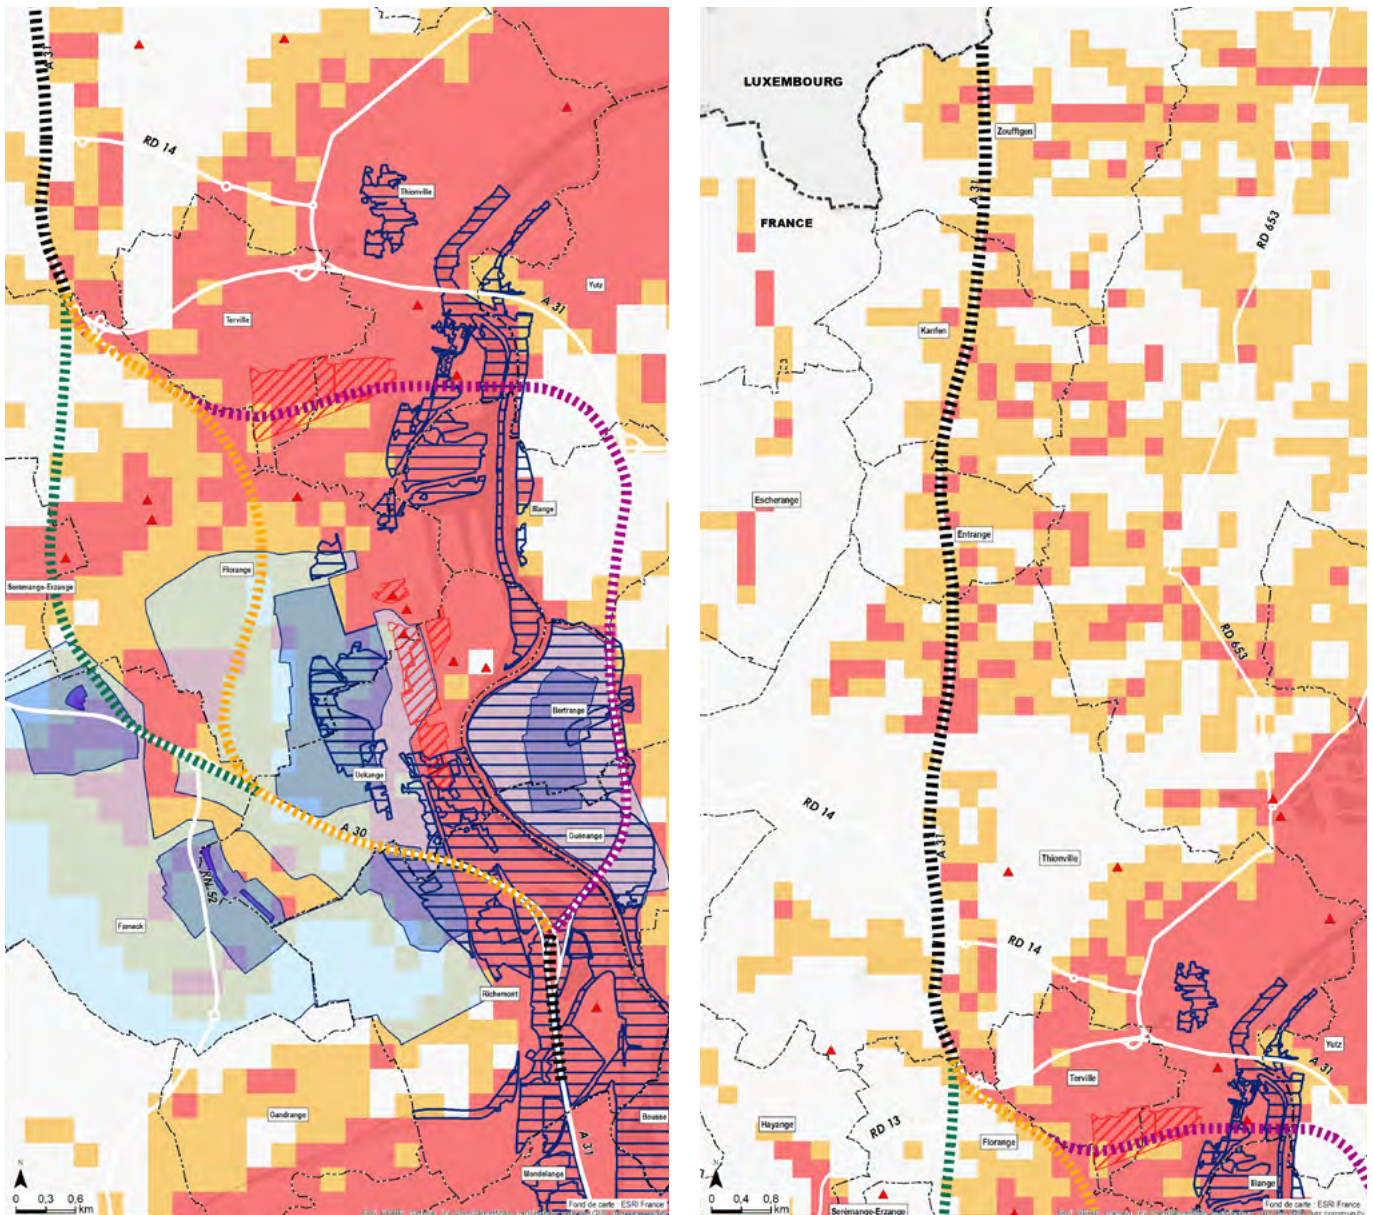 A 31
RD 14
Thionville
Yutz
A 31
Terville
Illange
Florange
Seremange-Erzange
Bertrange
Uckange
Guénange
A 30
RN 52
Fameck
Richemont
Gandrange
Bousse
A 31
Mondelange
N
0 0,3 0,6
km
Fond de carte : ESRI France
LUXEMBOURG
Zoufftgen
A 31
FRANCE
RD 653
Kanfen
Escherange
Entrange
RD 653
RD 14
A 31
Thionville
RD 14
Yutz
A 31
Terville
Hayange
RD 13
Florange
Illange
Serémange-Erzange
0 0,4 0,8
km
Fond de carte : ESRI France